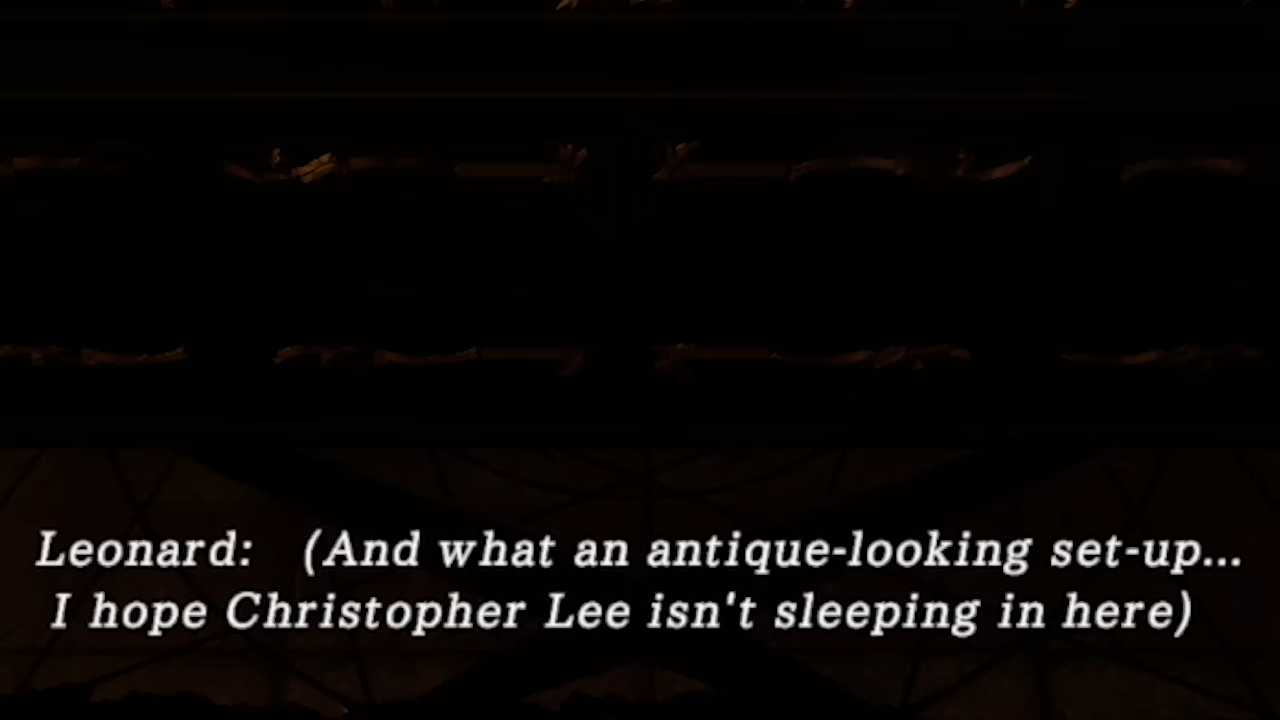 Leonard: (And what an antique-looking set-up...
I hope Christopher Lee isn't sleeping in here)